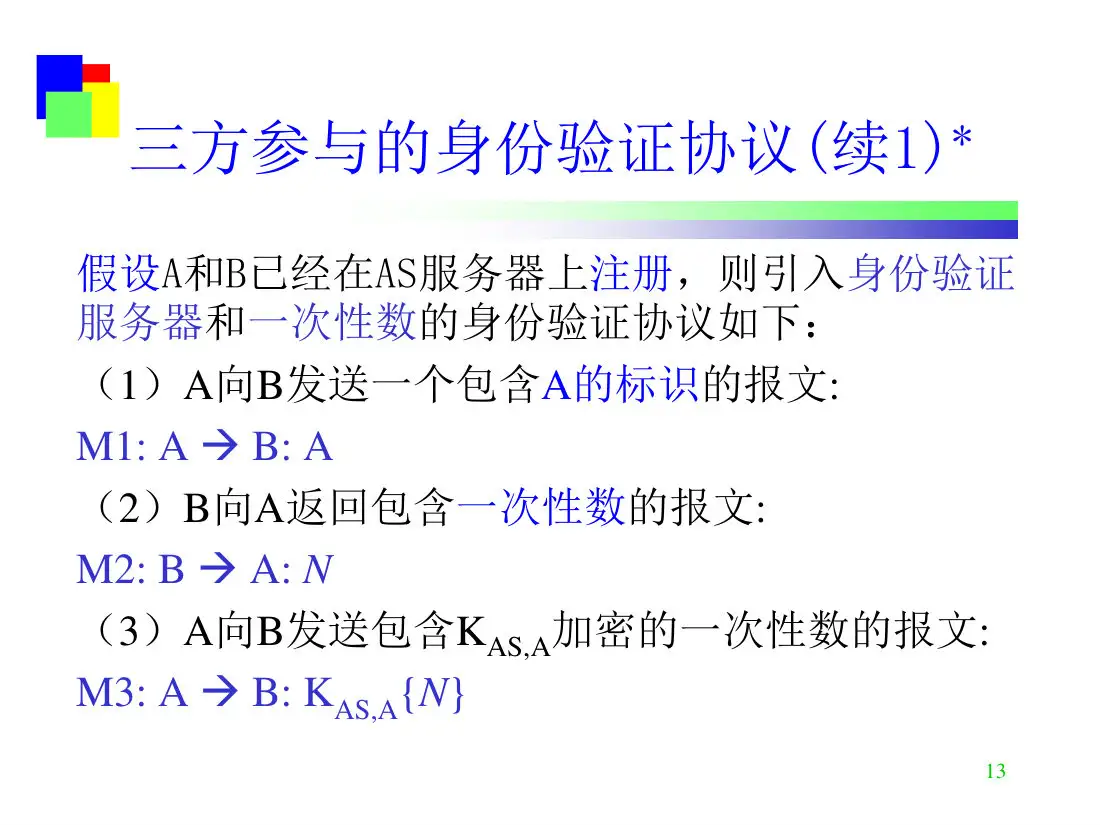 三方参与的身份验证协议(续1)*
假设A和B已经在AS服务器上注册，则引入身份验证
服务器和一次性数的身份验证协议如下：
（1）A向B发送一个包含A的标识的报文:
M1: A → B: A
（2）B向A返回包含一次性数的报文:
M2: B → A: N
（3）A向B发送包含K_AS,A加密的一次性数的报文:
M3: A → B: K_AS,A{N}
13